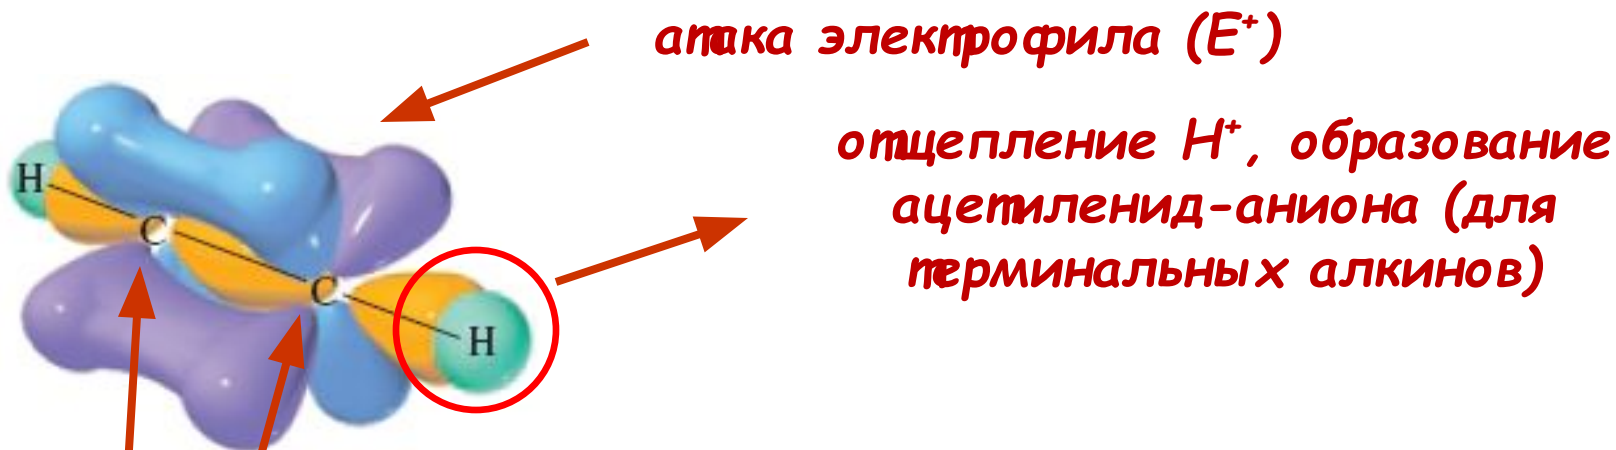 атака электрофила (E⁺)
отщепление H⁺, образование
ацетиленид-аниона (для
терминальных алкинов)
H
C
C
H